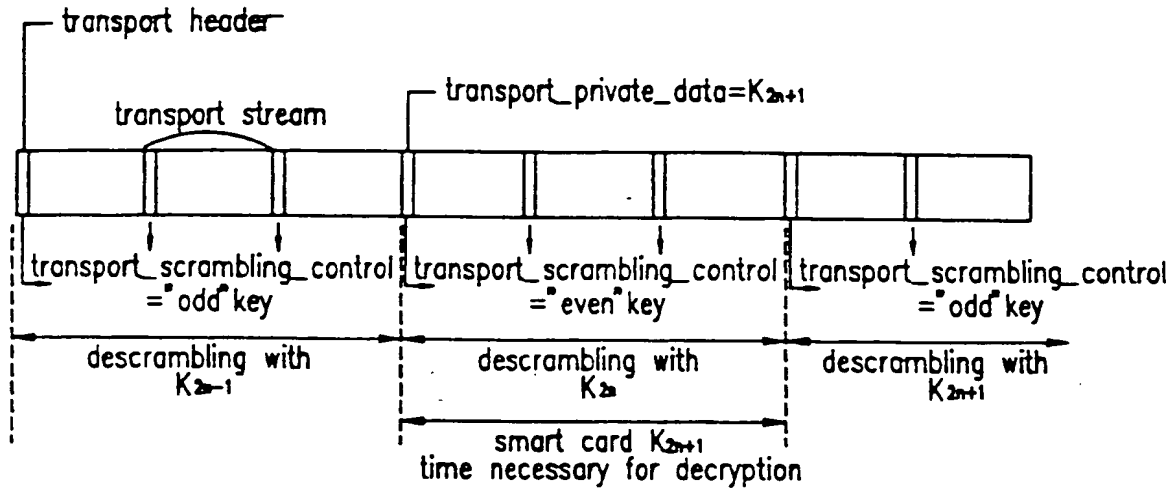 transport header
transport_private_data=K2n+1
transport stream
transport_scrambling_control
="odd" key
transport_scrambling_control
="even" key
transport_scrambling_control
="odd" key
descrambling with
K2n-1
descrambling with
K2n
descrambling with
K2n+1
smart card K2n+1
time necessary for decryption